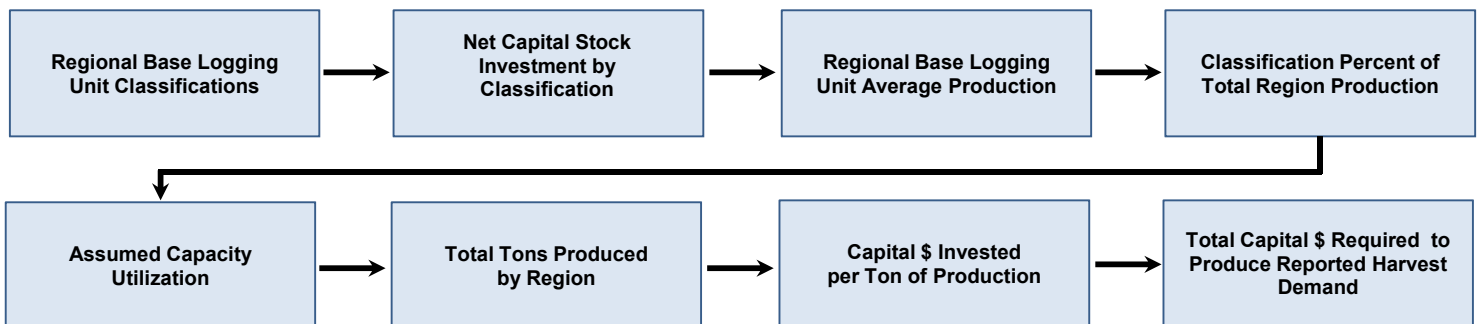 Regional Base Logging
Unit Classifications
Net Capital Stock
Investment by
Classification
Regional Base Logging
Unit Average Production
Classification Percent of
Total Region Production
Assumed Capacity
Utilization
Total Tons Produced
by Region
Capital $ Invested
per Ton of Production
Total Capital $ Required to
Produce Reported Harvest
Demand